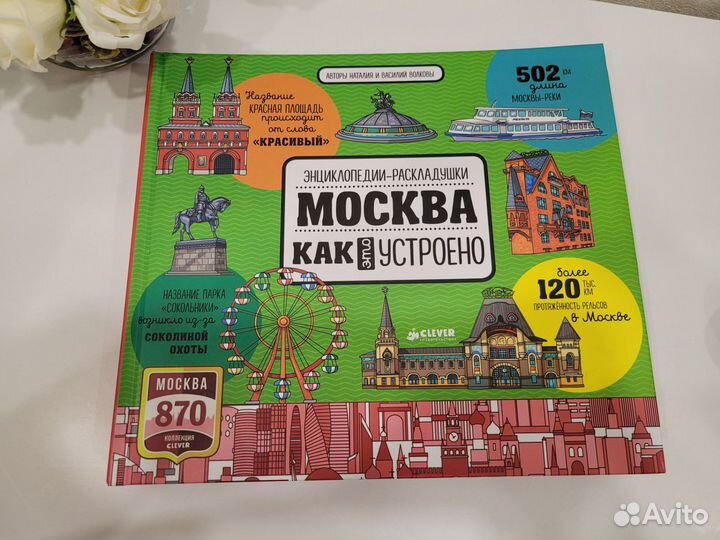 АВТОРЫ НАТАЛИЯ И ВАСИЛИЙ ВОЛКОВЫ
Название
КРАСНАЯ ПЛОЩАДЬ
происходит
от слова
«КРАСИВЫЙ»
502 КМ
длина
МОСКВЫ-РЕКИ
ЭНЦИКЛОПЕДИИ-РАСКЛАДУШКИ
МОСКВА
КАК ЭТО УСТРОЕНО
НАЗВАНИЕ ПАРКА
«СОКОЛЬНИКИ»
возникло из-за
СОКОЛИНОЙ
ОХОТЫ
более
120 ТЫС. КМ
ПРОТЯЖЁННОСТЬ РЕЛЬСОВ
в Москве
CLEVER
ИЗДАТЕЛЬСТВО
МОСКВА
870
КОЛЛЕКЦИЯ
CLEVER
Avito